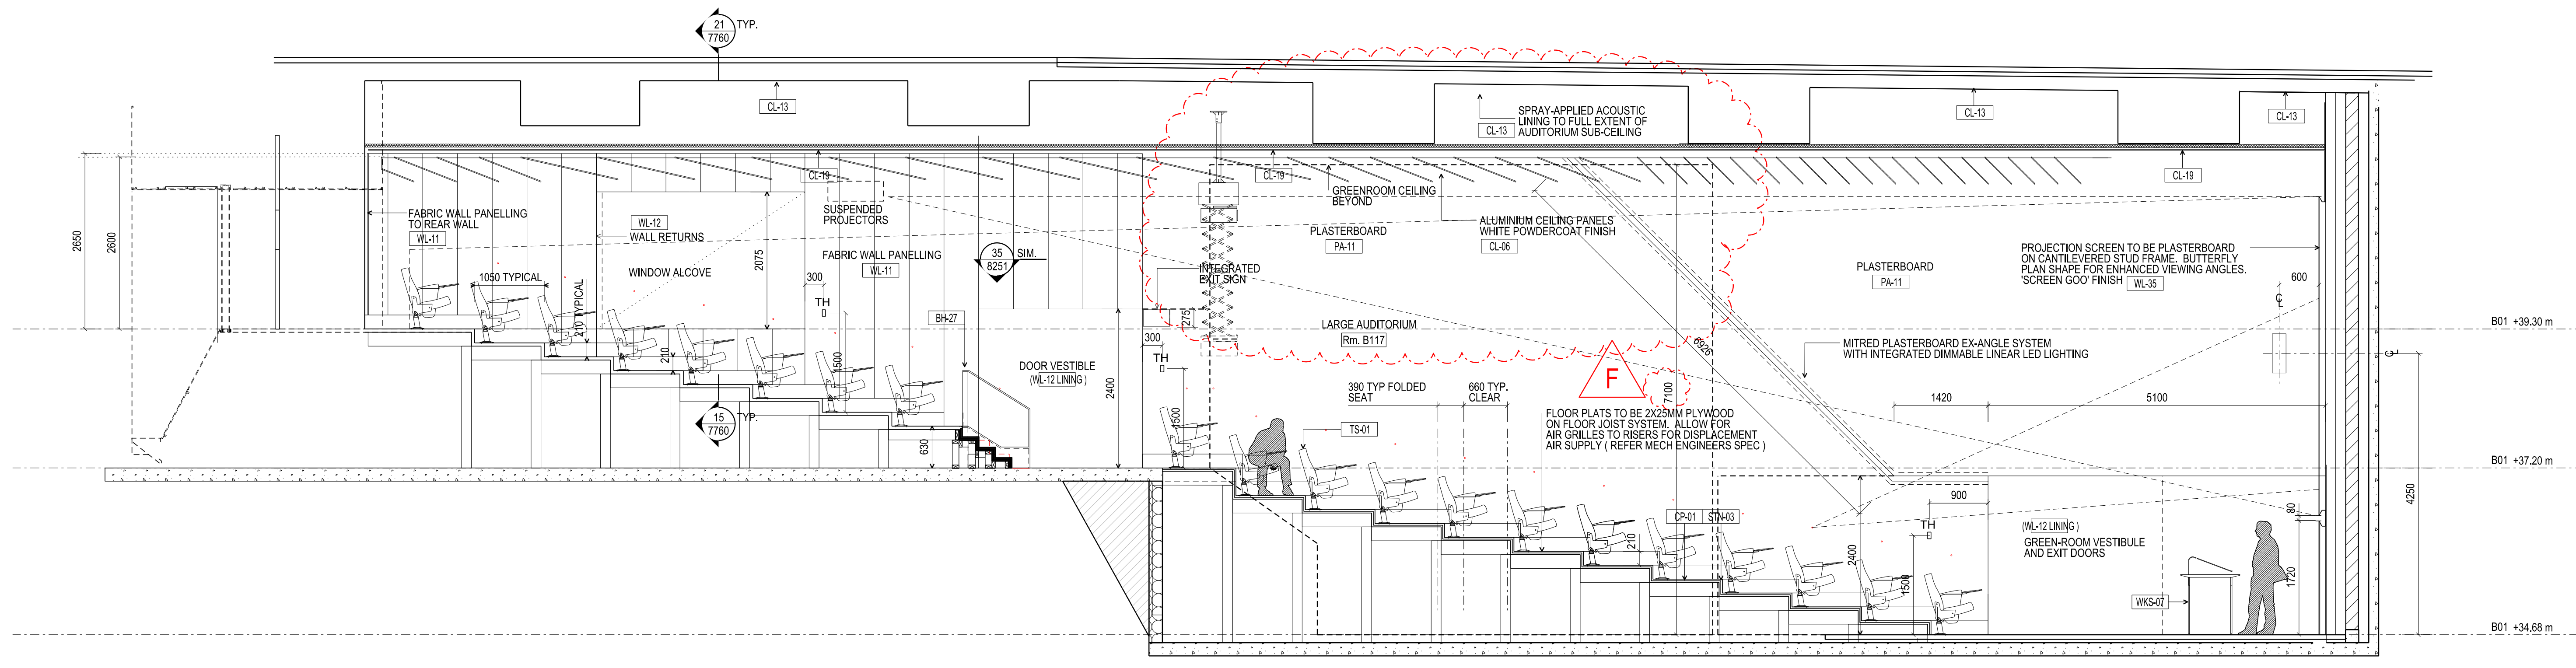 21
7760
TYP.
CL-13
SPRAY-APPLIED ACOUSTIC
LINING TO FULL EXTENT OF
AUDITORIUM SUB-CEILING
CL-13
CL-13
CL-13
2650
2600
CL-19
CL-19
CL-19
FABRIC WALL PANELLING
TO REAR WALL
WL-11
WL-12
WALL RETURNS
SUSPENDED
PROJECTORS
GREENROOM CEILING
BEYOND
ALUMINIUM CEILING PANELS
WHITE POWDERCOAT FINISH
CL-06
PLASTERBOARD
PA-11
2075
FABRIC WALL PANELLING
WL-11
35
8251
SIM.
INTEGRATED
EXIT SIGN
PLASTERBOARD
PA-11
PROJECTION SCREEN TO BE PLASTERBOARD
ON CANTILEVERED STUD FRAME. BUTTERFLY
PLAN SHAPE FOR ENHANCED VIEWING ANGLES.
'SCREEN GOO' FINISH
WL-35
600
1050 TYPICAL
WINDOW ALCOVE
300
TH
210 TYPICAL
BH-27
275
300
TH
LARGE AUDITORIUM
Rm. B117
B01 +39.30 m
210
1500
DOOR VESTIBLE
(WL-12 LINING )
2400
6926
MITRED PLASTERBOARD EX-ANGLE SYSTEM
WITH INTEGRATED DIMMABLE LINEAR LED LIGHTING
F
7100
390 TYP FOLDED
SEAT
660 TYP.
CLEAR
1420
5100
15
7760
TYP.
630
1500
TS-01
FLOOR PLATS TO BE 2X25MM PLYWOOD
ON FLOOR JOIST SYSTEM. ALLOW FOR
AIR GRILLES TO RISERS FOR DISPLACEMENT
AIR SUPPLY ( REFER MECH ENGINEERS SPEC )
B01 +37.20 m
4250
900
TH
80
CP-01
STN-03
(WL-12 LINING )
GREEN-ROOM VESTIBULE
AND EXIT DOORS
210
2400
1500
1720
WKS-07
B01 +34.68 m